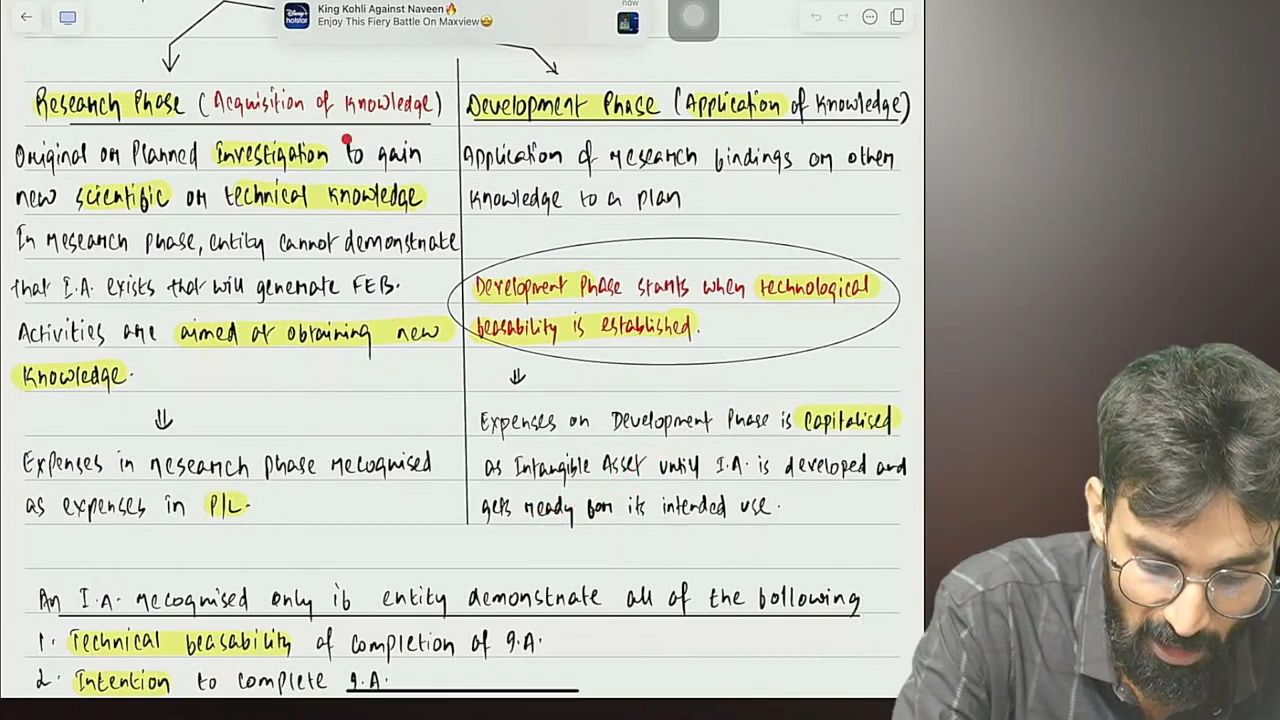 King Kohli Against Naveen🔥
now
Enjoy This Fiery Battle On Maxview🤩
Disney+ hotstar
Research Phase (Acquisition of Knowledge)
Original or Planned investigation to gain
new scientific or technical knowledge
In research phase, entity cannot demonstrate
that I.A. exists that will generate FEB.
Activities are aimed at obtaining new
knowledge.
⇓
Expenses in research phase recognised
as expenses in P/L.
Development Phase (Application of Knowledge)
Application of research findings or other
knowledge to a plan
Development Phase starts when technological
feasability is established.
⇓
Expenses on Development Phase is capitalised
as Intangible Asset until I.A. is developed and
gets ready for its intended use.
An I.A. recognised only if entity demonstrate all of the following
1. Technical feasability of completion of I.A.
2. Intention to complete I.A.